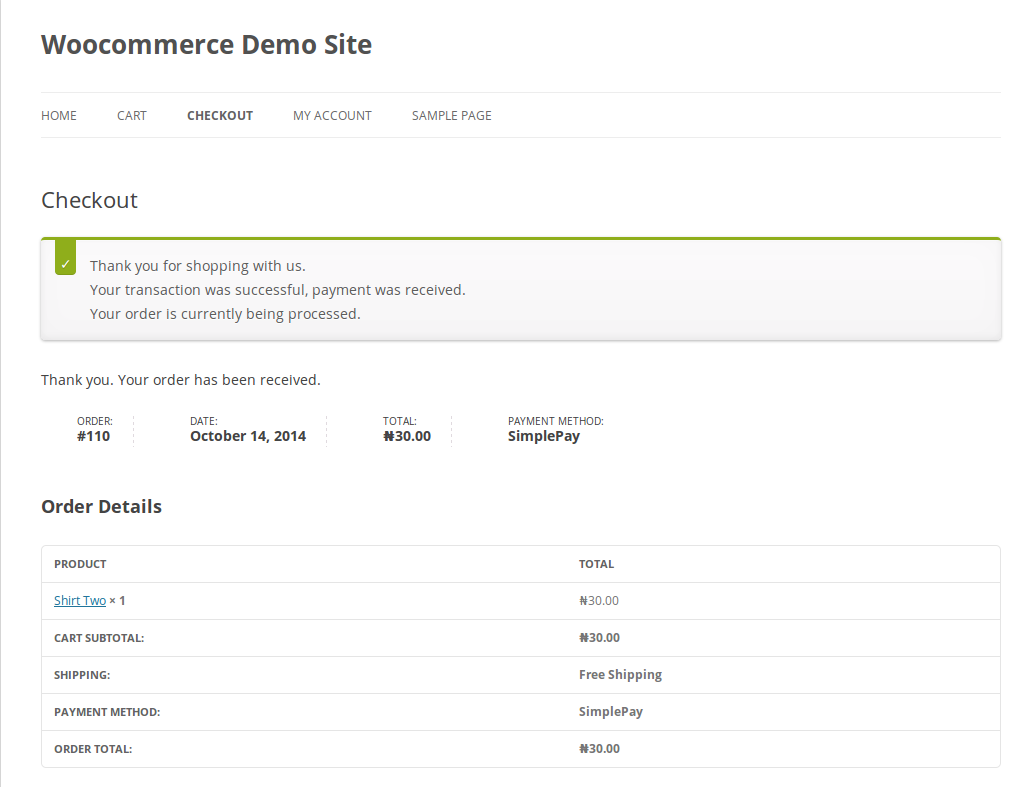 Woocommerce Demo Site
HOME CART CHECKOUT MY ACCOUNT SAMPLE PAGE
Checkout
✓
Thank you for shopping with us.
Your transaction was successful, payment was received.
Your order is currently being processed.
Thank you. Your order has been received.
ORDER: DATE: TOTAL: PAYMENT METHOD:
#110 October 14, 2014 ₦30.00 SimplePay
Order Details
PRODUCT TOTAL
Shirt Two × 1 ₦30.00
CART SUBTOTAL: ₦30.00
SHIPPING: Free Shipping
PAYMENT METHOD: SimplePay
ORDER TOTAL: ₦30.00